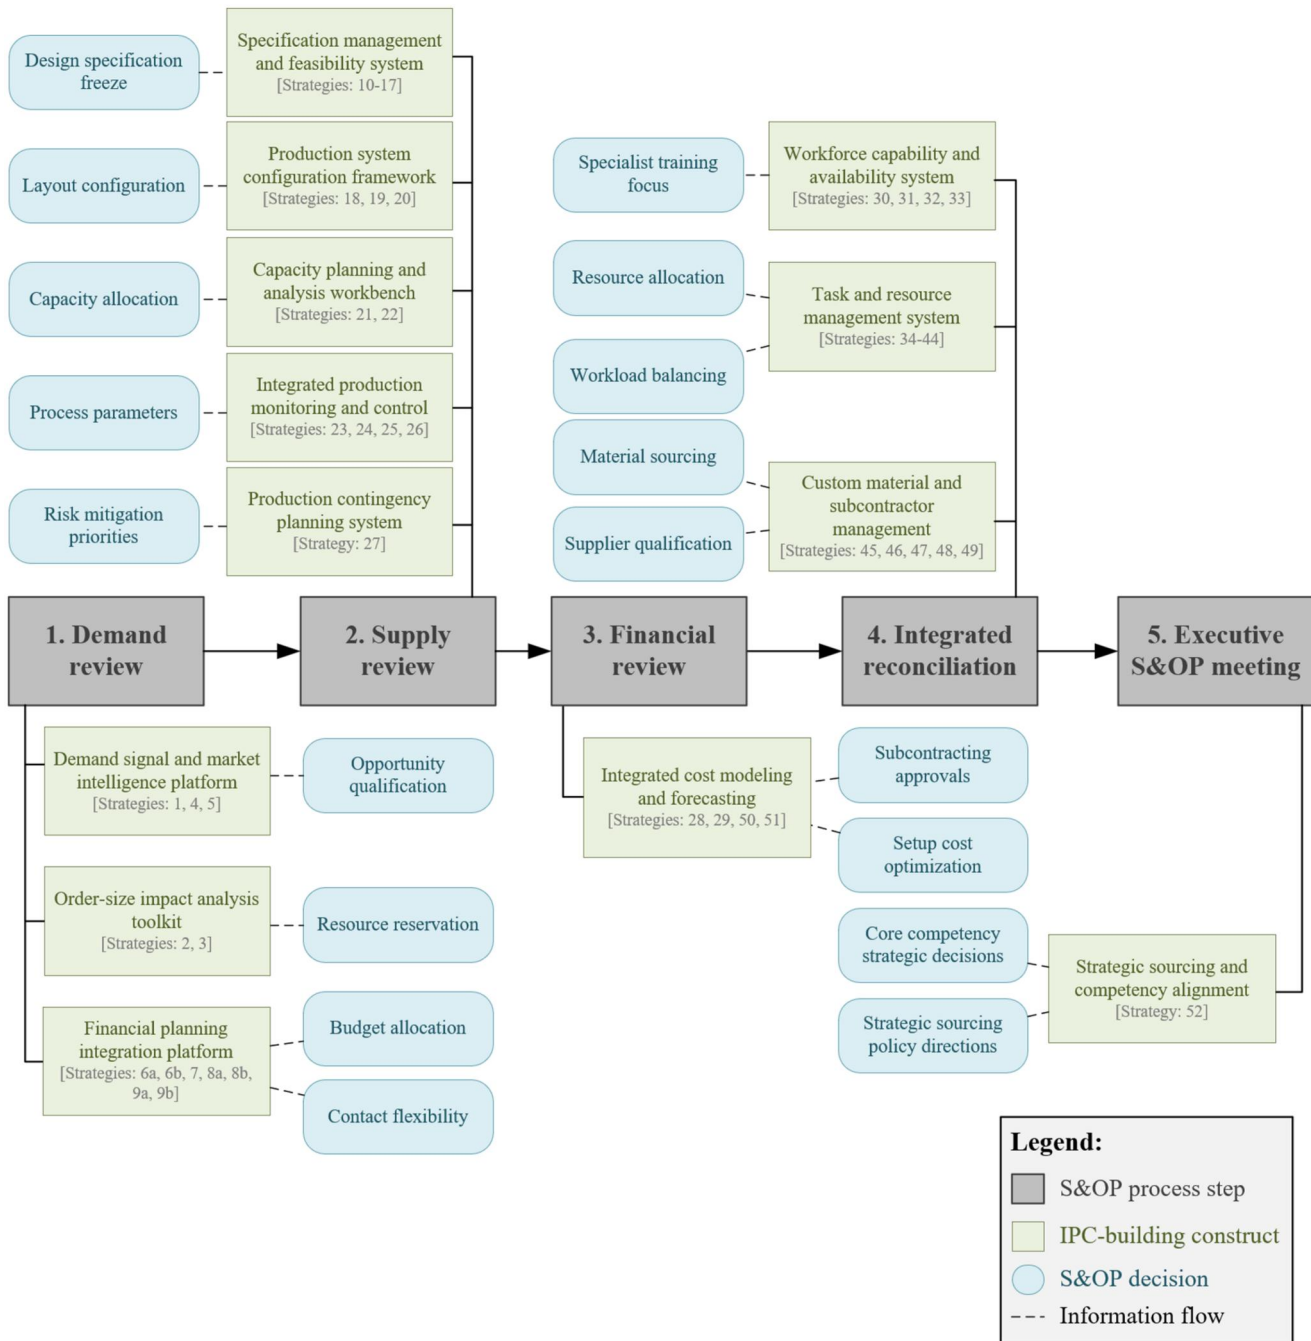 Design specification
freeze
Specification management
and feasibility system
[Strategies: 10-17]
Layout configuration
Production system
configuration framework
[Strategies: 18, 19, 20]
Capacity allocation
Capacity planning and
analysis workbench
[Strategies: 21, 22]
Process parameters
Integrated production
monitoring and control
[Strategies: 23, 24, 25, 26]
Risk mitigation
priorities
Production contingency
planning system
[Strategy: 27]
Specialist training
focus
Workforce capability and
availability system
[Strategies: 30, 31, 32, 33]
Resource allocation
Task and resource
management system
[Strategies: 34-44]
Workload balancing
Material sourcing
Custom material and
subcontractor
management
[Strategies: 45, 46, 47, 48, 49]
Supplier qualification
1. Demand
review
2. Supply
review
3. Financial
review
4. Integrated
reconciliation
5. Executive
S&OP meeting
Demand signal and market
intelligence platform
[Strategies: 1, 4, 5]
Opportunity
qualification
Order-size impact analysis
toolkit
[Strategies: 2, 3]
Resource reservation
Financial planning
integration platform
[Strategies: 6a, 6b, 7, 8a, 8b,
9a, 9b]
Budget allocation
Contact flexibility
Integrated cost modeling
and forecasting
[Strategies: 28, 29, 50, 51]
Subcontracting
approvals
Setup cost
optimization
Core competency
strategic decisions
Strategic sourcing
policy directions
Strategic sourcing and
competency alignment
[Strategy: 52]
Legend:
S&OP process step
IPC-building construct
S&OP decision
Information flow